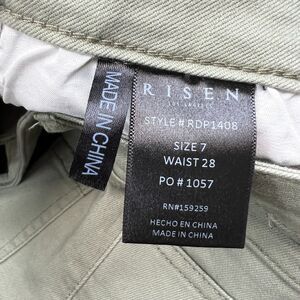 MADE IN CHINA
RISEN
LOS ANGELES
STYLE # RDP1408
SIZE 7
WAIST 28
PO # 1057
RN#159259
HECHO EN CHINA
MADE IN CHINA